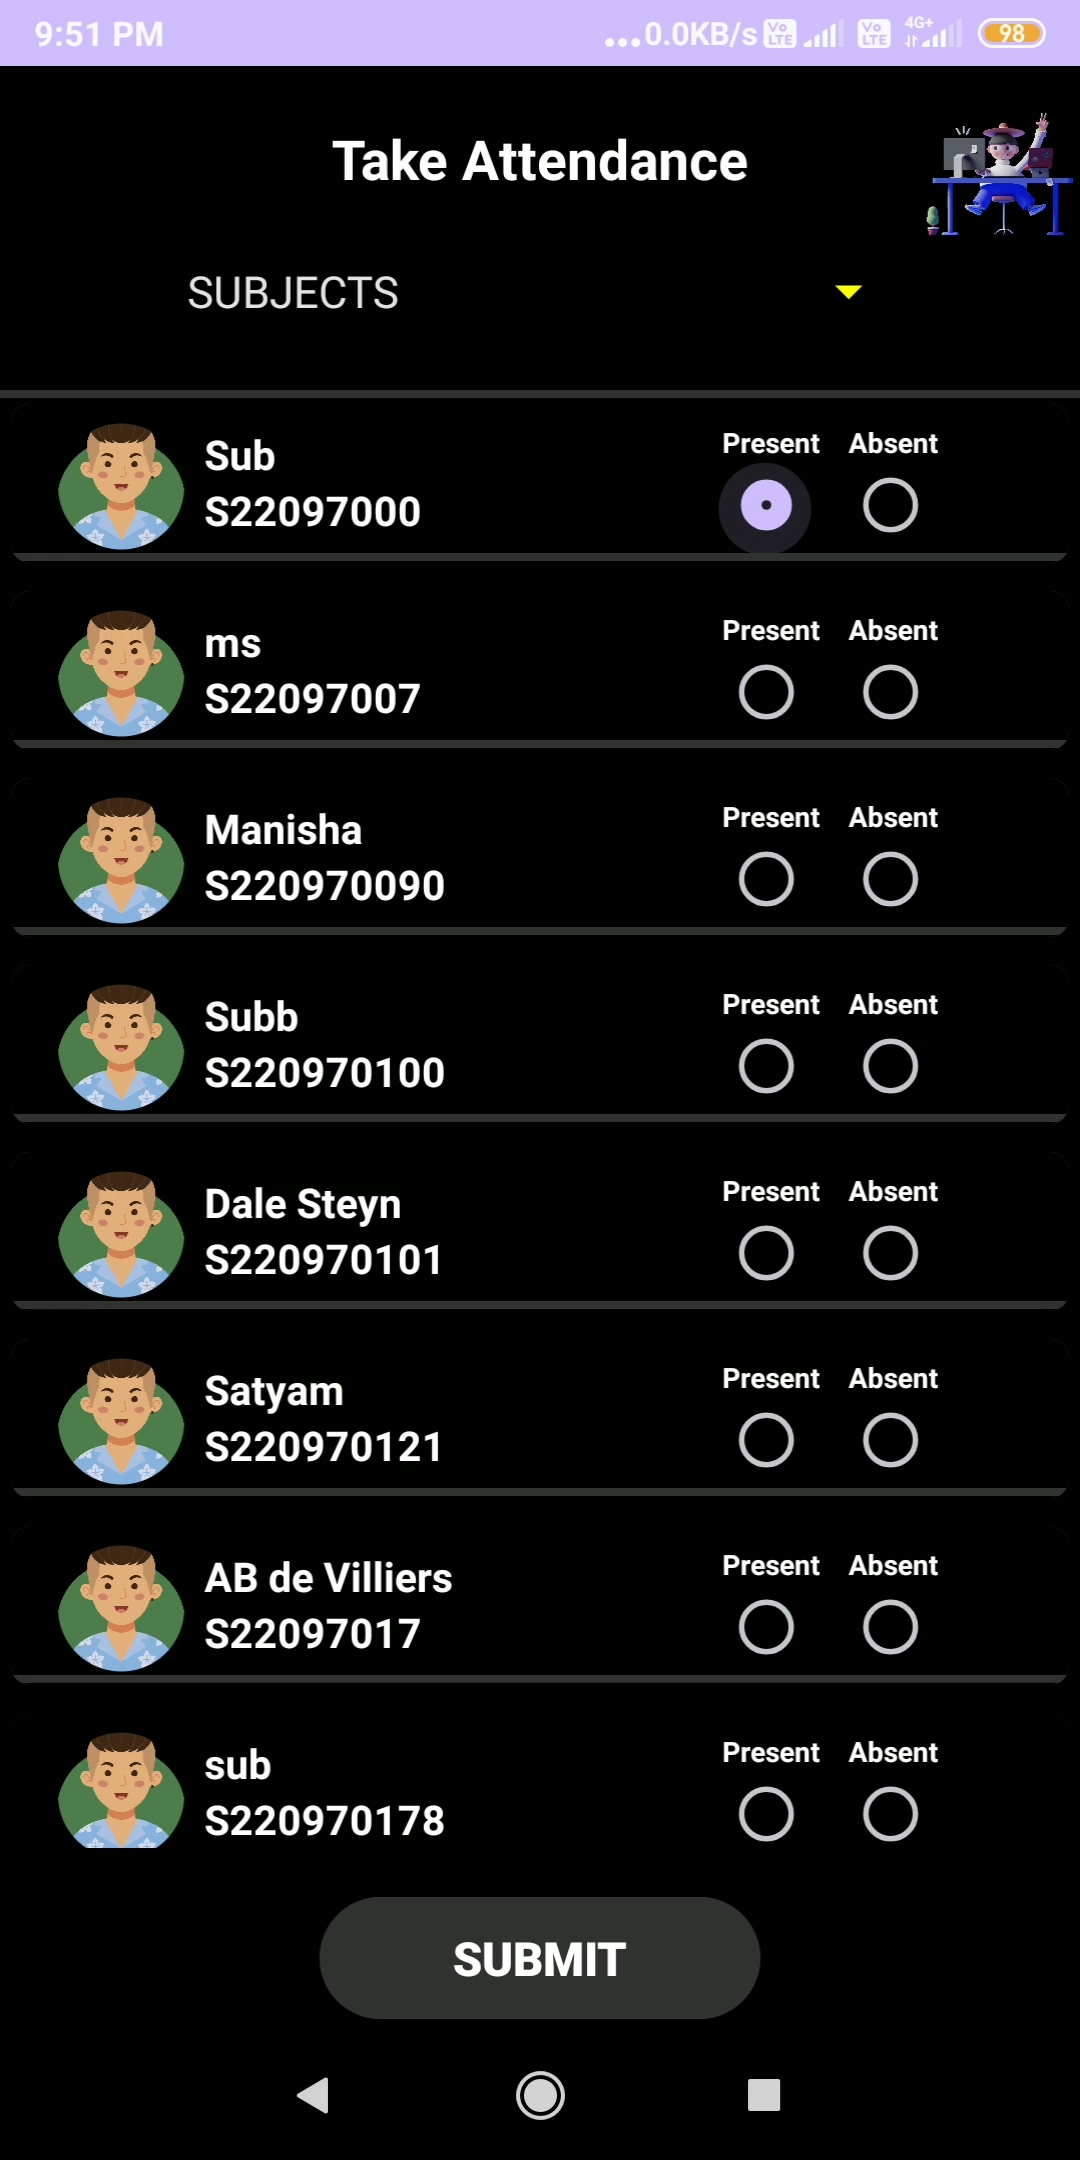 9:51 PM ...0.0KB/s Vo LTE Vo LTE 4G+ 98
Take Attendance
SUBJECTS
Present Absent
Sub
S22097000
Present Absent
ms
S22097007
Present Absent
Manisha
S220970090
Present Absent
Subb
S220970100
Present Absent
Dale Steyn
S220970101
Present Absent
Satyam
S220970121
Present Absent
AB de Villiers
S22097017
Present Absent
sub
S220970178
SUBMIT